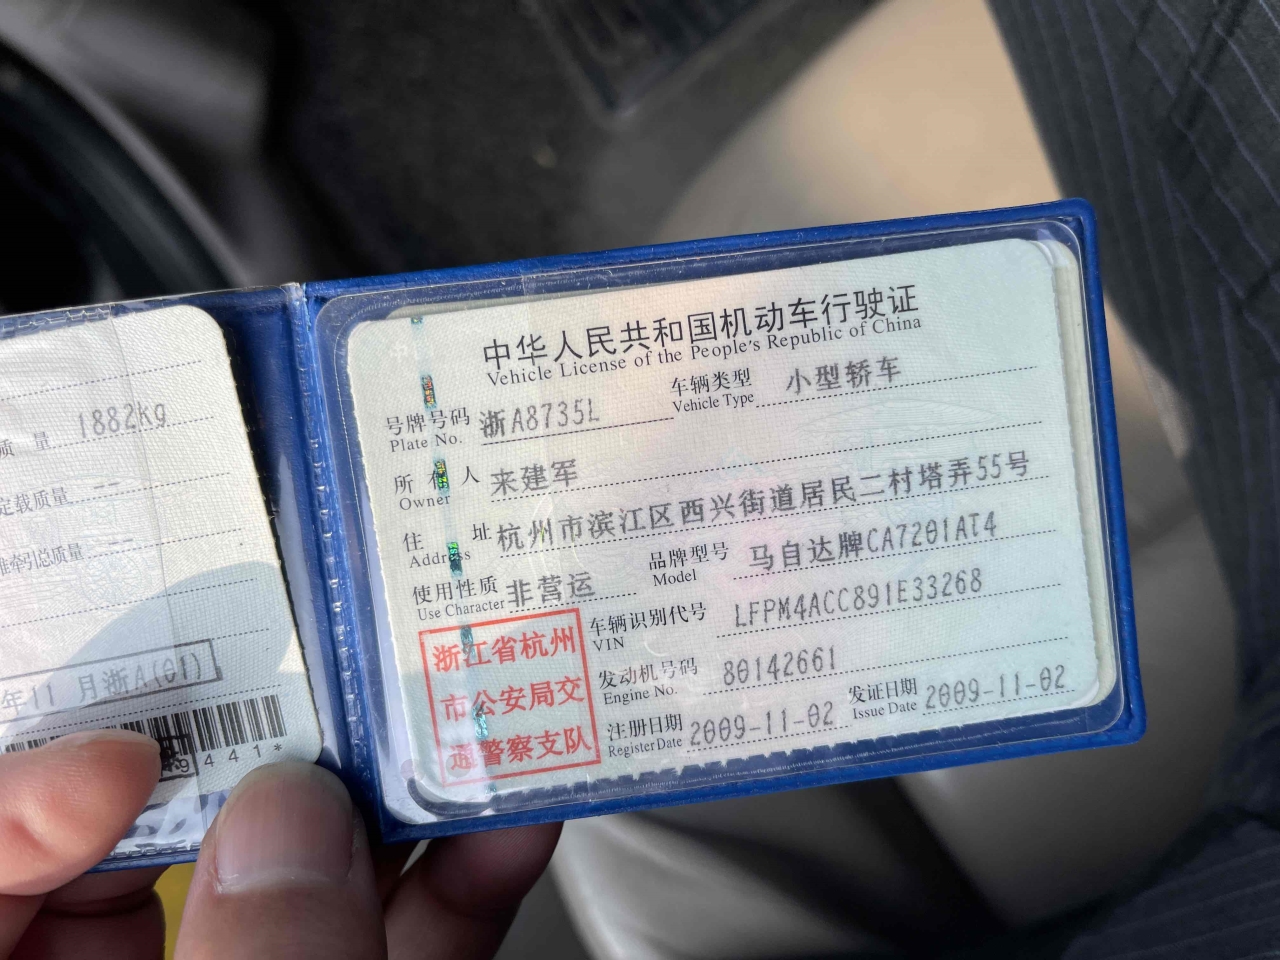 质 量 1882kg
定载质量 --
准牵引总质量 --
年11 月浙A(01)
9441*
中华人民共和国机动车行驶证
Vehicle License of the People's Republic of China
号牌号码 浙A8735L 车辆类型 小型轿车
Plate No. Vehicle Type
所有人 来建军
Owner
住 址 杭州市滨江区西兴街道居民二村塔弄55号
Address
使用性质 非营运 品牌型号 马自达牌CA7201AT4
Use Character Model
车辆识别代号 LFPM4ACC891E33268
VIN
发动机号码 80142661
Engine No.
注册日期 2009-11-02 发证日期 2009-11-02
Register Date Issue Date
浙江省杭州
市公安局交
通警察支队